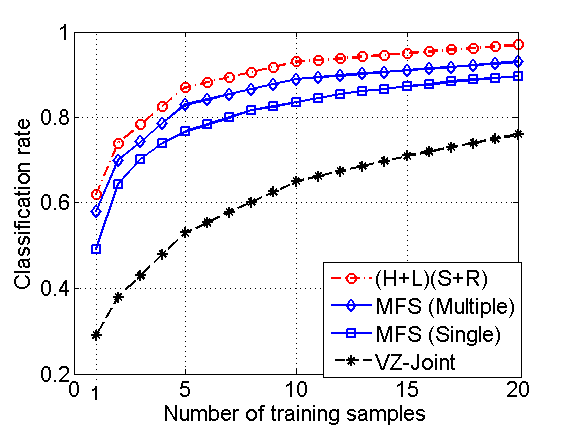 1
0.8
0.6
0.4
0.2
Classification rate
0 1 5 10 15 20
Number of training samples
(H+L)(S+R)
MFS (Multiple)
MFS (Single)
VZ-Joint